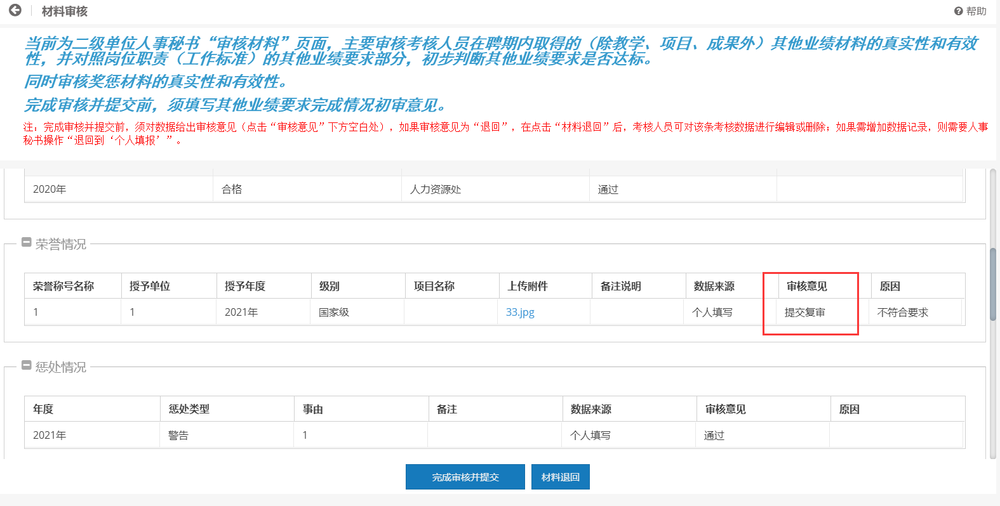 材料审核
帮助
当前为二级单位人事秘书“审核材料”页面，主要审核考核人员在聘期内取得的（除教学、项目、成果外）其他业绩材料的真实性和有效
性，并对照岗位职责（工作标准）的其他业绩要求部分，初步判断其他业绩要求是否达标。
同时审核奖惩材料的真实性和有效性。
完成审核并提交前，须填写其他业绩要求完成情况初审意见。
注：完成审核并提交前，须对数据给出审核意见（点击“审核意见”下方空白处），如果审核意见为“退回”，在点击“材料退回”后，考核人员可对该条考核数据进行编辑或删除；如果需增加数据记录，则需要人事
秘书操作“退回到‘个人填报’”。
2020年 合格 人力资源处 通过
荣誉情况
荣誉称号名称 授予单位 授予年度 级别 项目名称 上传附件 备注说明 数据来源 审核意见 原因
1 1 2021年 国家级 33.jpg 个人填写 提交复审 不符合要求
惩处情况
年度 惩处类型 事由 备注 数据来源 审核意见 原因
2021年 警告 1 个人填写 通过
完成审核并提交 材料退回